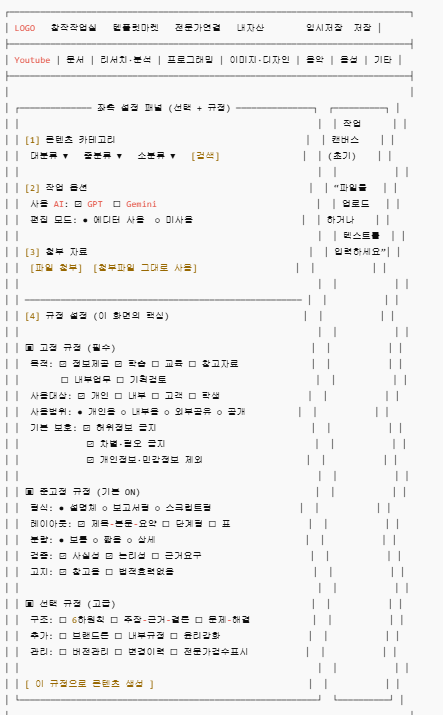 LOGO 창작작업실 템플릿마켓 전문가연결 내자산 임시저장 저장
Youtube | 문서 | 리서치·분석 | 프로그래밍 | 이미지·디자인 | 음악 | 음성 | 기타
좌측 설정 패널 (선택 + 규정)
작업
[1] 콘텐츠 카테고리 캔버스
대분류 ▼ 중분류 ▼ 소분류 ▼ [검색] (초기)
[2] 작업 옵션 "파일을
사용 AI: ☑ GPT ☐ Gemini 업로드
편집 모드: ● 에디터 사용 ○ 미사용 하거나
텍스트를
[3] 첨부 자료 입력하세요"
[파일 첨부] [첨부파일 그대로 사용]
[4] 규정 설정 (이 화면의 핵심)
▣ 고정 규정 (필수)
목적: ☑ 정보제공 ☑ 학습 ☐ 교육 ☐ 참고자료
☐ 내부업무 ☐ 기획검토
사용대상: ☑ 개인 ☐ 내부 ☐ 고객 ☐ 학생
사용범위: ● 개인용 ○ 내부용 ○ 외부공유 ○ 공개
기본 보호: ☑ 허위정보 금지
☑ 차별·혐오 금지
☑ 개인정보·민감정보 제외
▣ 중고정 규정 (기본 ON)
형식: ● 설명체 ○ 보고서형 ○ 스크립트형
레이아웃: ☑ 제목-본문-요약 ☐ 단계형 ☐ 표
분량: ● 보통 ○ 짧음 ○ 상세
검증: ☑ 사실성 ☑ 논리성 ☐ 근거요구
고지: ☑ 참고용 ☐ 법적효력없음
▣ 선택 규정 (고급)
구조: ☐ 6하원칙 ☐ 주장-근거-결론 ☐ 문제-해결
추가: ☐ 브랜드톤 ☐ 내부규정 ☐ 윤리강화
관리: ☐ 버전관리 ☐ 변경이력 ☐ 전문가검수표시
[ 이 규정으로 콘텐츠 생성 ]